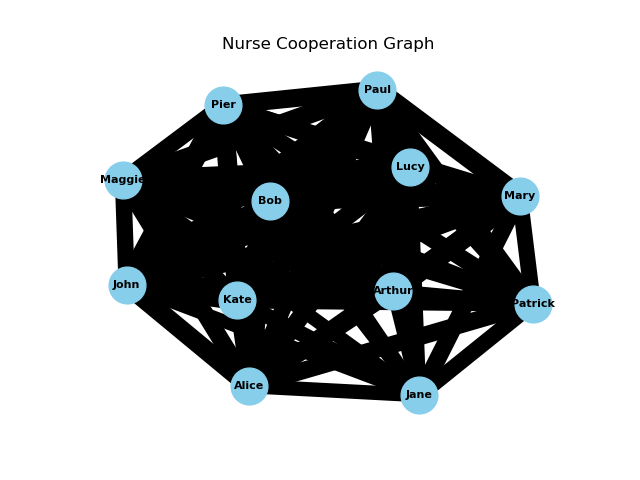 Nurse Cooperation Graph
Paul
Pier
Lucy
Maggie
Mary
Bob
John
Arthur
Kate
Patrick
Alice
Jane